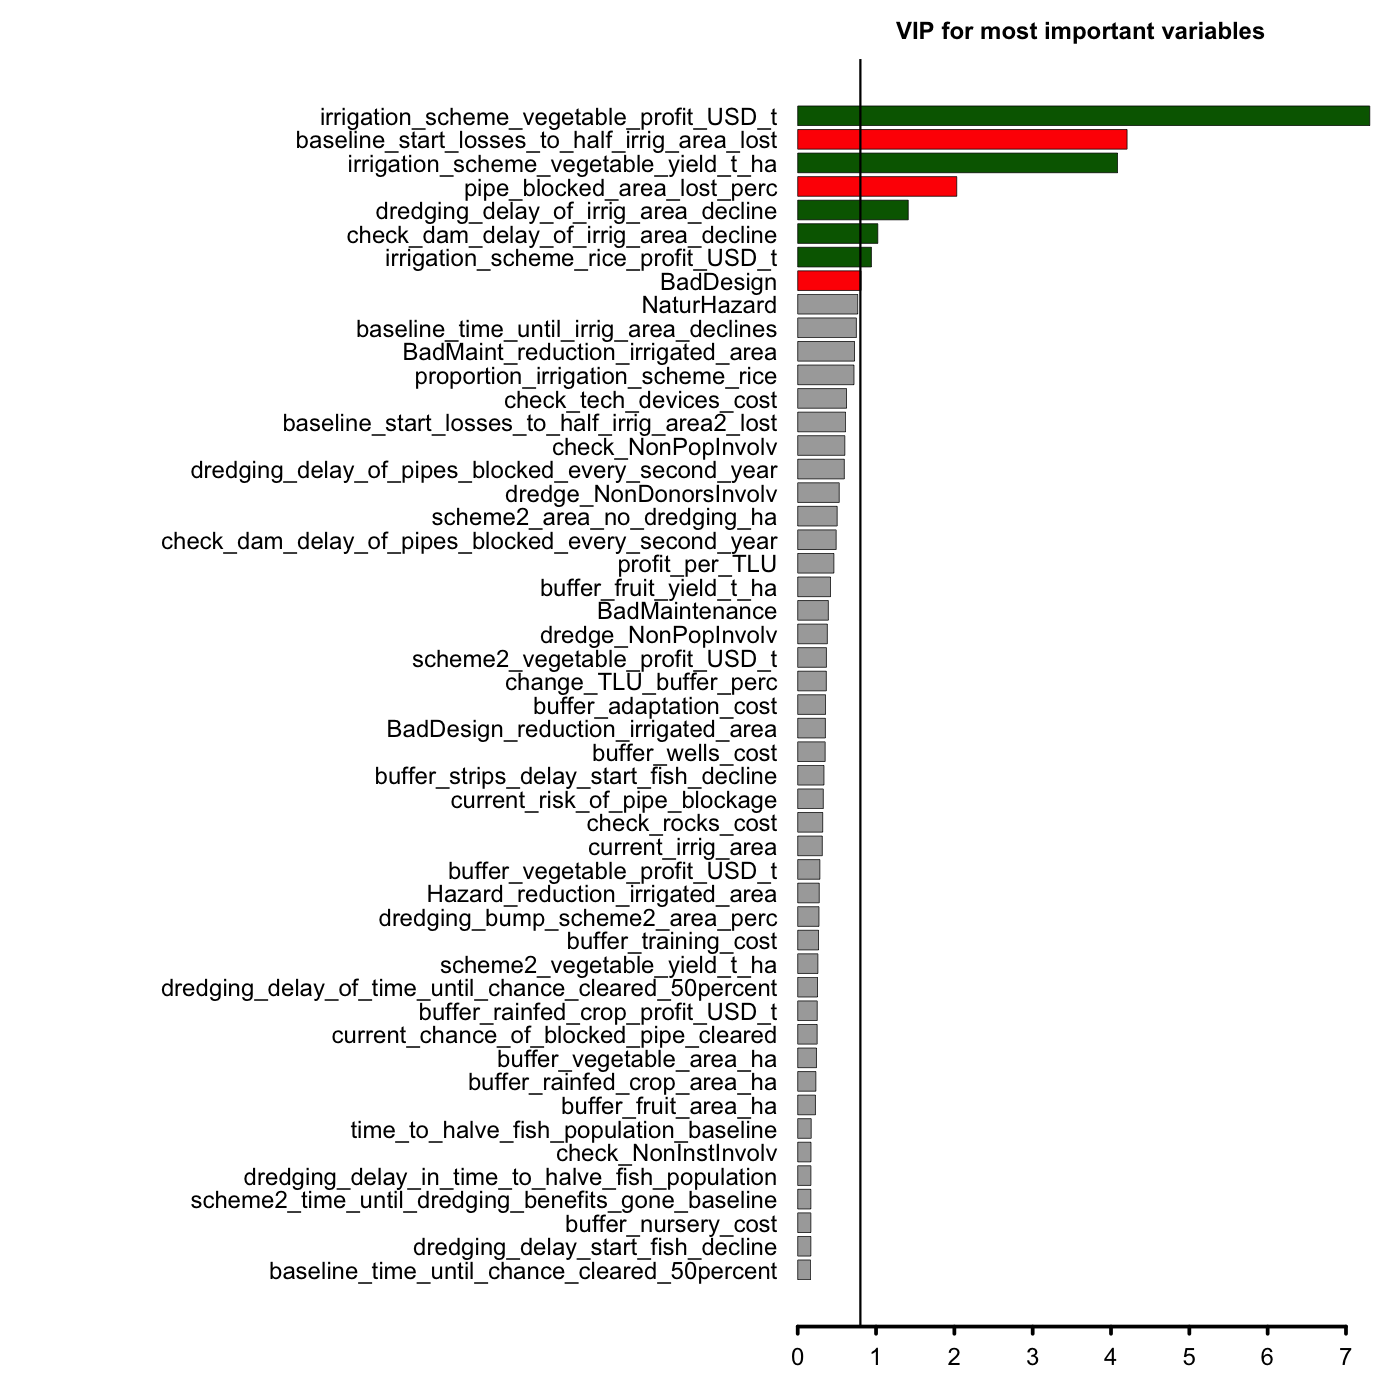 VIP for most important variables
irrigation_scheme_vegetable_profit_USD_t
baseline_start_losses_to_half_irrig_area_lost
irrigation_scheme_vegetable_yield_t_ha
pipe_blocked_area_lost_perc
dredging_delay_of_irrig_area_decline
check_dam_delay_of_irrig_area_decline
irrigation_scheme_rice_profit_USD_t
BadDesign
NaturHazard
baseline_time_until_irrig_area_declines
BadMaint_reduction_irrigated_area
proportion_irrigation_scheme_rice
check_tech_devices_cost
baseline_start_losses_to_half_irrig_area2_lost
check_NonPopInvolv
dredging_delay_of_pipes_blocked_every_second_year
dredge_NonDonorsInvolv
scheme2_area_no_dredging_ha
check_dam_delay_of_pipes_blocked_every_second_year
profit_per_TLU
buffer_fruit_yield_t_ha
BadMaintenance
dredge_NonPopInvolv
scheme2_vegetable_profit_USD_t
change_TLU_buffer_perc
buffer_adaptation_cost
BadDesign_reduction_irrigated_area
buffer_wells_cost
buffer_strips_delay_start_fish_decline
current_risk_of_pipe_blockage
check_rocks_cost
current_irrig_area
buffer_vegetable_profit_USD_t
Hazard_reduction_irrigated_area
dredging_bump_scheme2_area_perc
buffer_training_cost
scheme2_vegetable_yield_t_ha
dredging_delay_of_time_until_chance_cleared_50percent
buffer_rainfed_crop_profit_USD_t
current_chance_of_blocked_pipe_cleared
buffer_vegetable_area_ha
buffer_rainfed_crop_area_ha
buffer_fruit_area_ha
time_to_halve_fish_population_baseline
check_NonInstInvolv
dredging_delay_in_time_to_halve_fish_population
scheme2_time_until_dredging_benefits_gone_baseline
buffer_nursery_cost
dredging_delay_start_fish_decline
baseline_time_until_chance_cleared_50percent
0 1 2 3 4 5 6 7